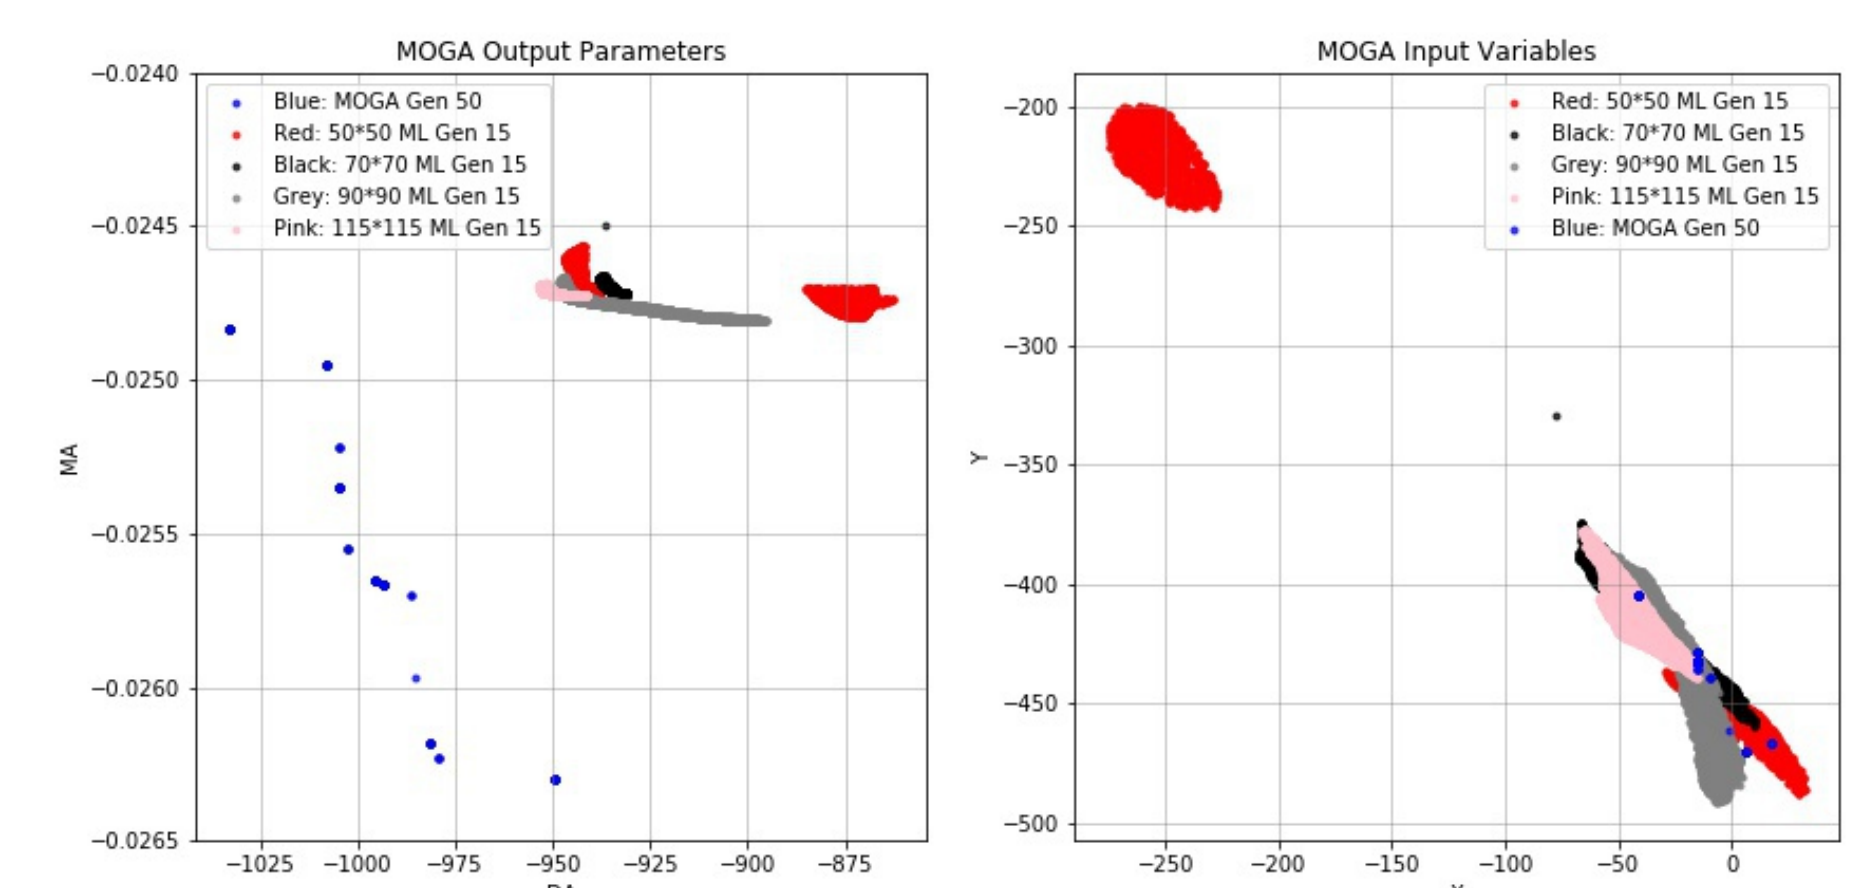 MOGA Output Parameters
−0.0240
−0.0245
−0.0250
−0.0255
−0.0260
−0.0265
MA
Blue: MOGA Gen 50
Red: 50*50 ML Gen 15
Black: 70*70 ML Gen 15
Grey: 90*90 ML Gen 15
Pink: 115*115 ML Gen 15
−1025 −1000 −975 −950 −925 −900 −875
MOGA Input Variables
−200
−250
−300
−350
−400
−450
−500
Y
Red: 50*50 ML Gen 15
Black: 70*70 ML Gen 15
Grey: 90*90 ML Gen 15
Pink: 115*115 ML Gen 15
Blue: MOGA Gen 50
−250 −200 −150 −100 −50 0